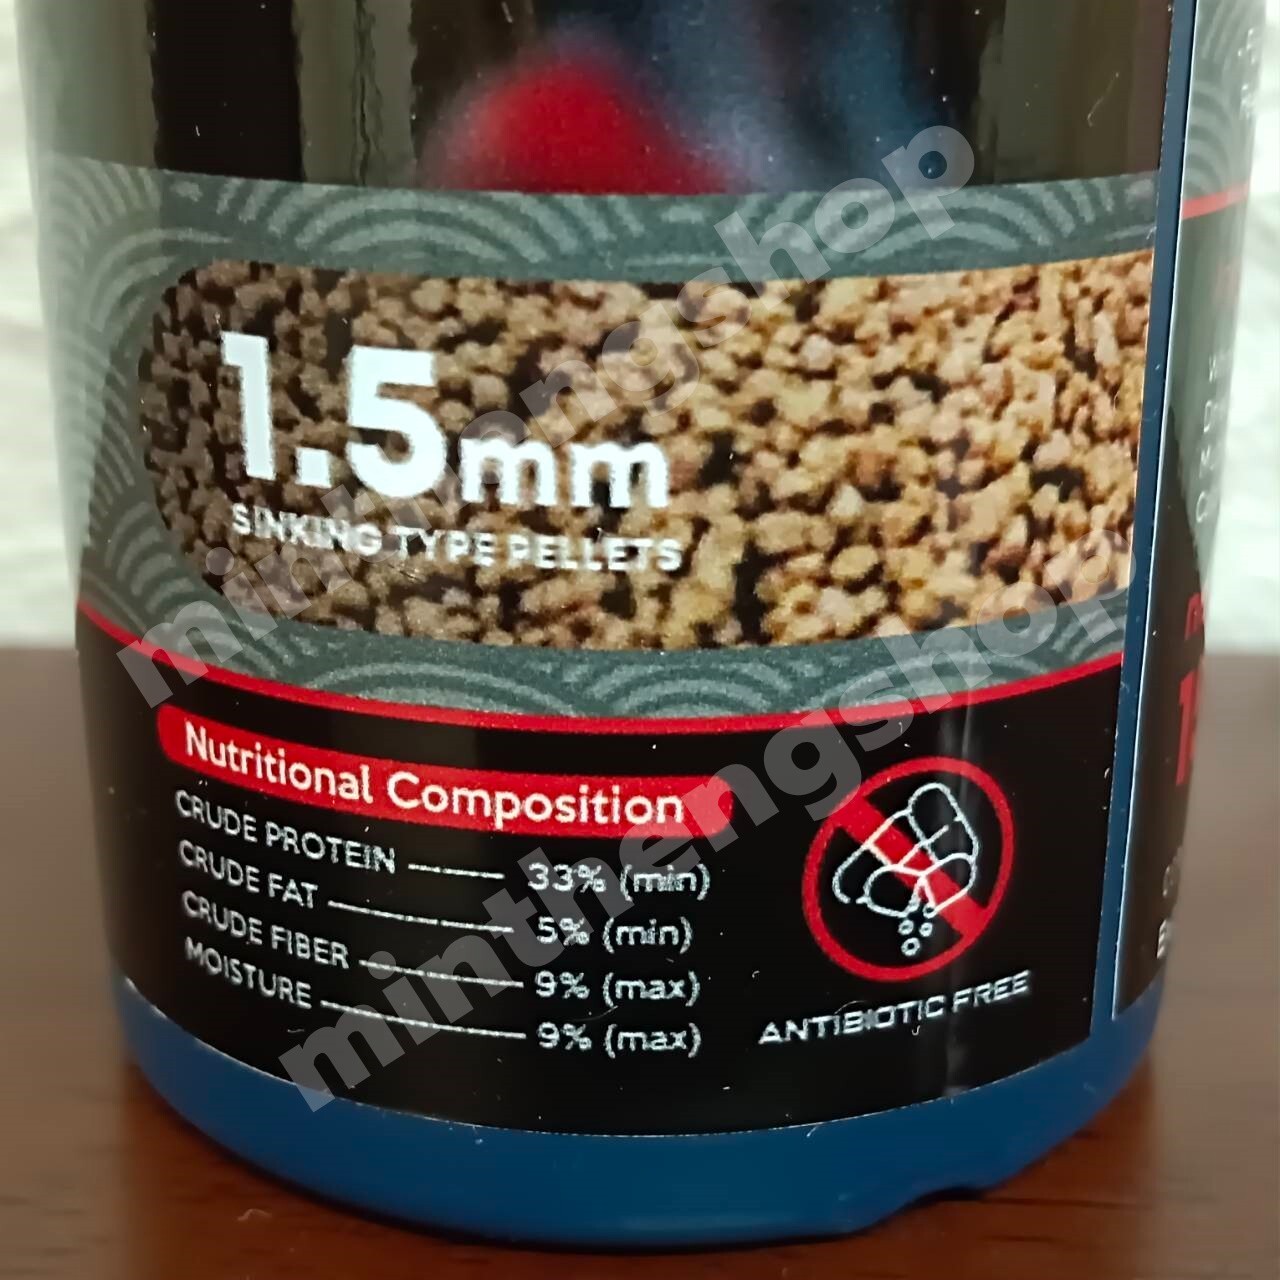 1.5mm
SINKING TYPE PELLETS
Nutritional Composition
CRUDE PROTEIN 33% (min)
CRUDE FAT 5% (min)
CRUDE FIBER 9% (max)
MOISTURE 9% (max)
ANTIBIOTIC FREE
minthengshop
minthengshop